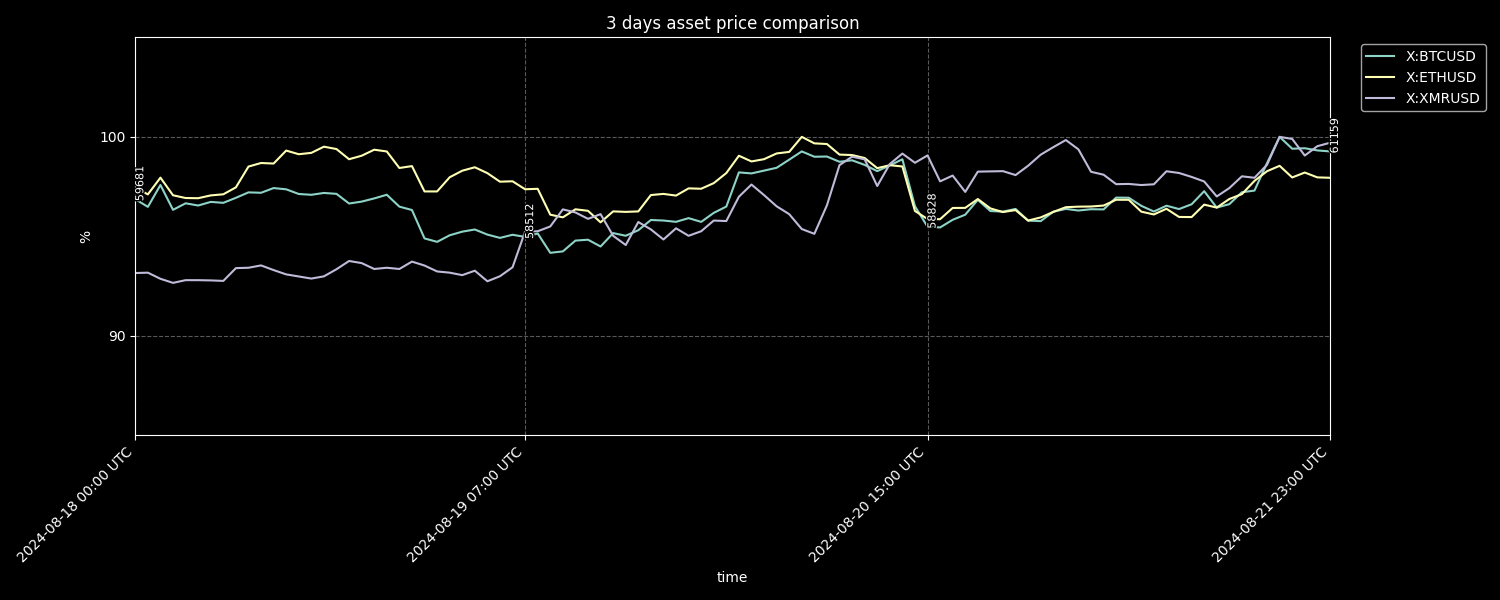 3 days asset price comparison
X:BTCUSD
X:ETHUSD
X:XMRUSD
100
90
%
59681
58512
58828
61159
2024-08-18 00:00 UTC
2024-08-19 07:00 UTC
2024-08-20 15:00 UTC
2024-08-21 23:00 UTC
time